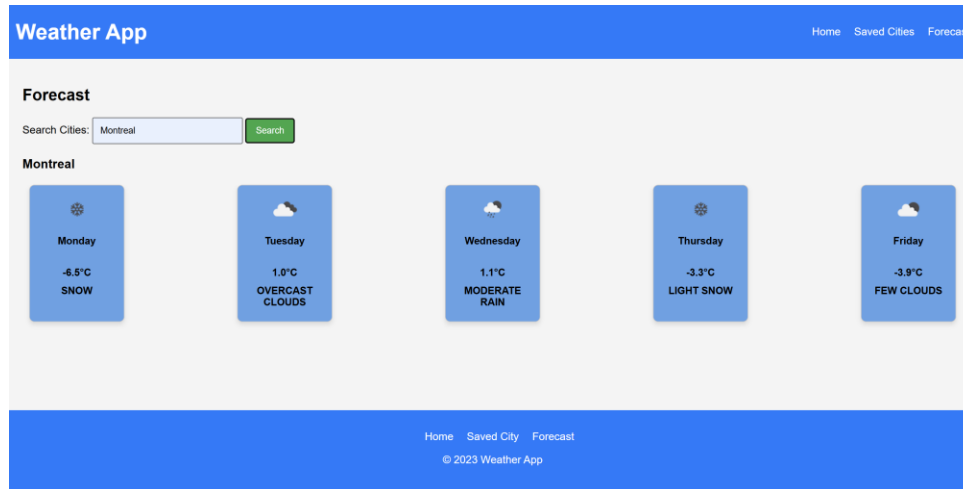 Weather App
Home Saved Cities Forecas
Forecast
Search Cities: Montreal Search
Montreal
Monday Tuesday Wednesday Thursday Friday
-6.5°C 1.0°C 1.1°C -3.3°C -3.9°C
SNOW OVERCAST MODERATE LIGHT SNOW FEW CLOUDS
CLOUDS RAIN
Home Saved City Forecast
© 2023 Weather App